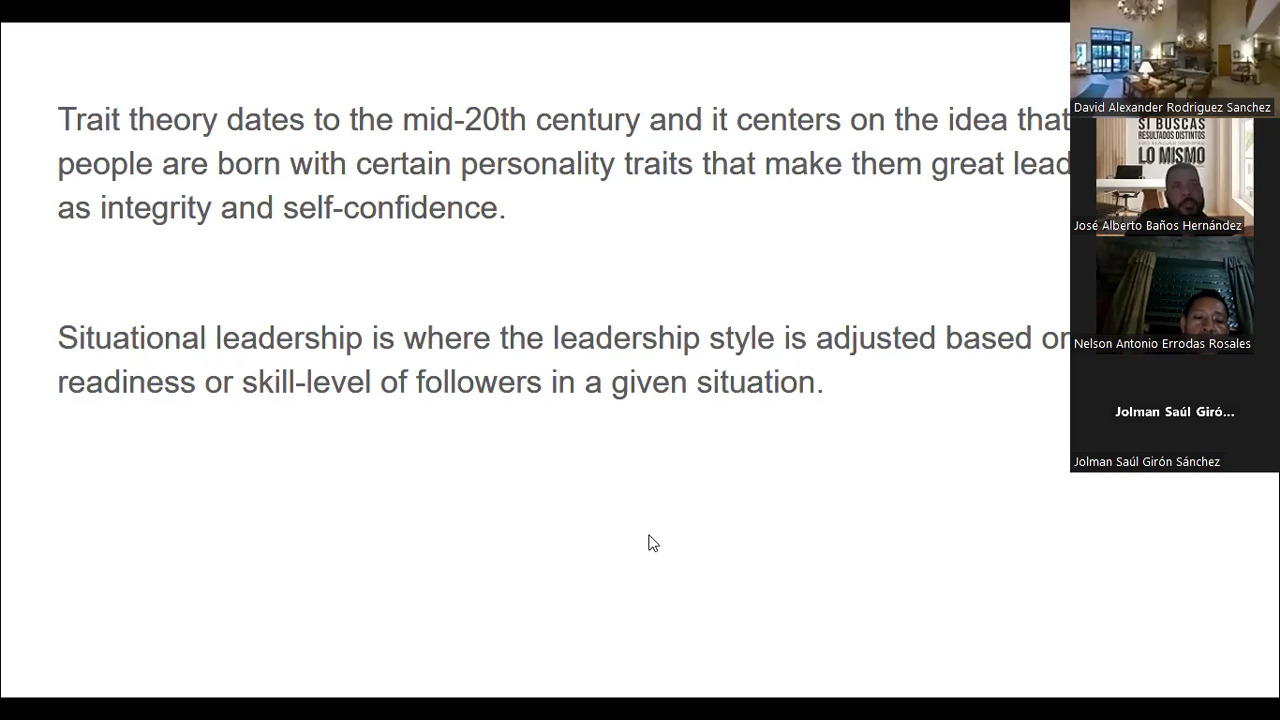 Trait theory dates to the mid-20th century and it centers on the idea that
people are born with certain personality traits that make them great lead
as integrity and self-confidence.
Situational leadership is where the leadership style is adjusted based on
readiness or skill-level of followers in a given situation.
David Alexander Rodríguez Sanchez
SI BUSCAS
RESULTADOS DISTINTOS
LO MISMO
José Alberto Baños Hernández
Nelson Antonio Errodas Rosales
Jolman Saúl Giró...
Jolman Saúl Girón Sánchez